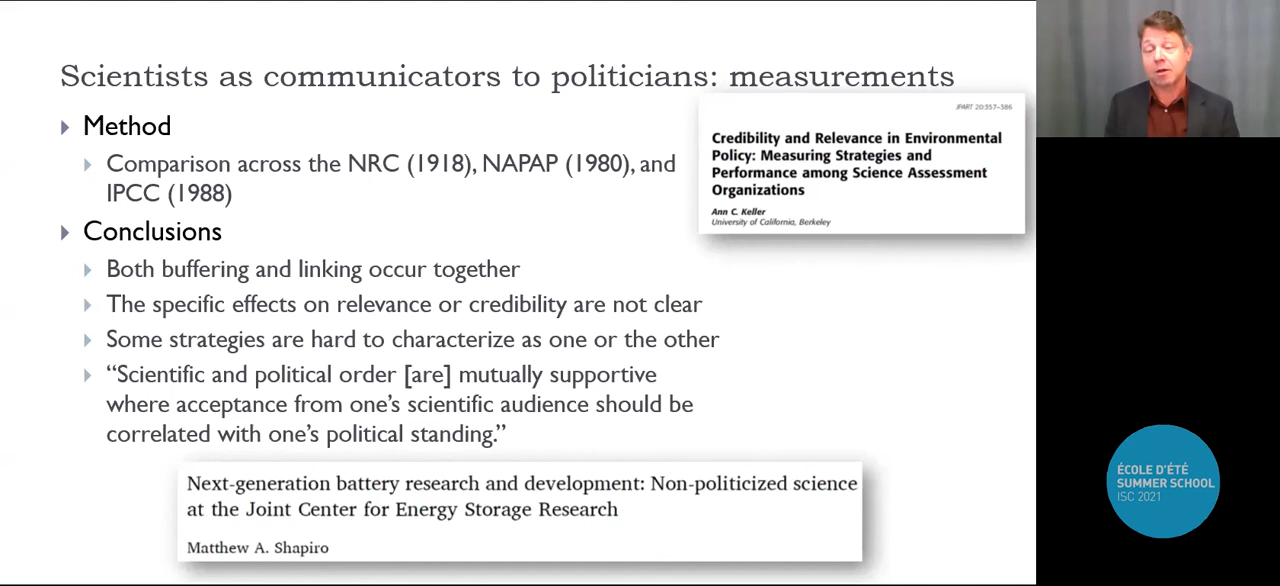 Scientists as communicators to politicians: measurements
Method
Comparison across the NRC (1918), NAPAP (1980), and
IPCC (1988)
Conclusions
Both buffering and linking occur together
The specific effects on relevance or credibility are not clear
Some strategies are hard to characterize as one or the other
“Scientific and political order [are] mutually supportive
where acceptance from one’s scientific audience should be
correlated with one’s political standing.”
JPART 20:357–386
Credibility and Relevance in Environmental
Policy: Measuring Strategies and
Performance among Science Assessment
Organizations
Ann C. Keller
University of California, Berkeley
Next-generation battery research and development: Non-politicized science
at the Joint Center for Energy Storage Research
Matthew A. Shapiro
ÉCOLE D’ÉTÉ
SUMMER SCHOOL
ISC 2021